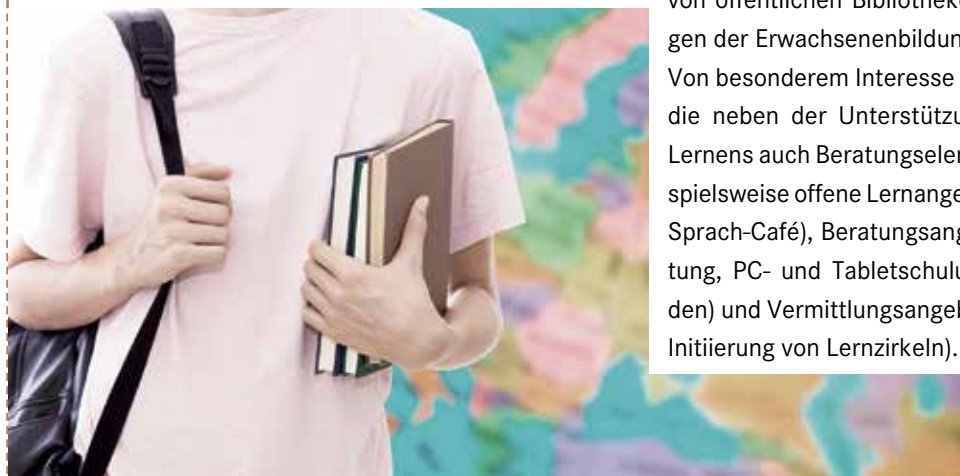 von öffentlichen Bibliotheke
gen der Erwachsenenbildun
Von besonderem Interesse
die neben der Unterstützu
Lernens auch Beratungseler
spielsweise offene Lernange
Sprach-Café), Beratungsang
tung, PC- und Tabletschulu
den) und Vermittlungsangeb
Initiierung von Lernzirkeln).